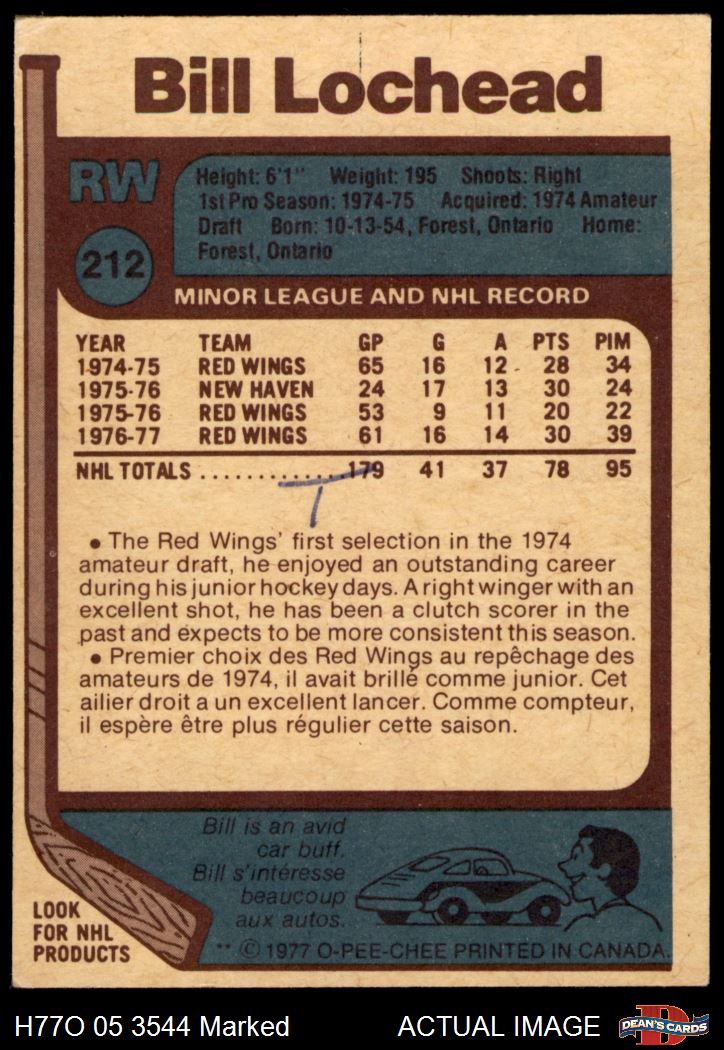 Bill Lochead
RW
212
Height: 6'1" Weight: 195 Shoots: Right
1st Pro Season: 1974-75 Acquired: 1974 Amateur
Draft Born: 10-13-54, Forest, Ontario Home:
Forest, Ontario
MINOR LEAGUE AND NHL RECORD
YEAR TEAM GP G A PTS PIM
1974-75 RED WINGS 65 16 12 28 34
1975-76 NEW HAVEN 24 17 13 30 24
1975-76 RED WINGS 53 9 11 20 22
1976-77 RED WINGS 61 16 14 30 39
NHL TOTALS . . . . . . . . . . . . . 179 41 37 78 95
T
• The Red Wings' first selection in the 1974
amateur draft, he enjoyed an outstanding career
during his junior hockey days. A right winger with an
excellent shot, he has been a clutch scorer in the
past and expects to be more consistent this season.
• Premier choix des Red Wings au repêchage des
amateurs de 1974, il avait brillé comme junior. Cet
ailier droit a un excellent lancer. Comme compteur,
il espère être plus régulier cette saison.
Bill is an avid
car buff.
Bill s'intéresse
beaucoup
aux autos.
LOOK
FOR NHL
PRODUCTS
** © 1977 O-PEE-CHEE PRINTED IN CANADA.
H77O 05 3544 Marked ACTUAL IMAGE
D
DEAN'S CARDS